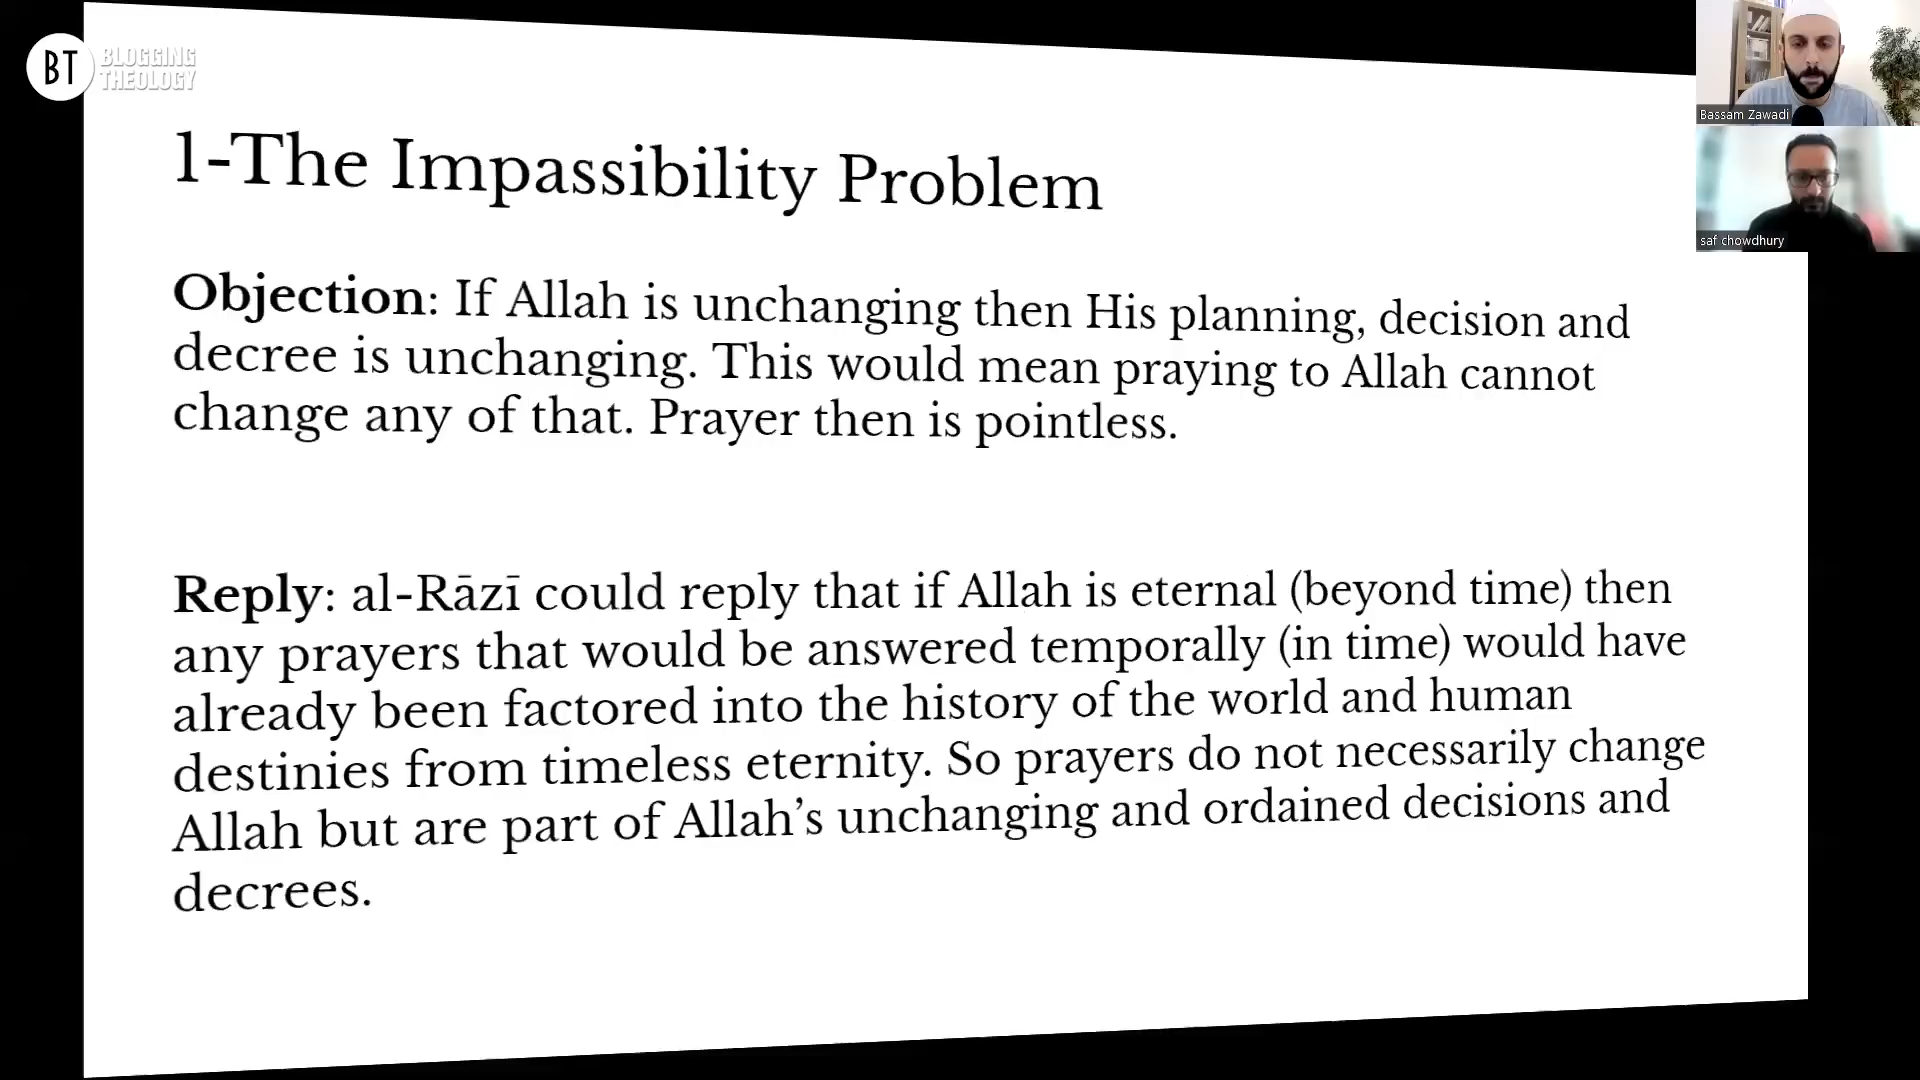 BT BLOGGING
THEOLOGY
1-The Impassibility Problem
Objection: If Allah is unchanging then His planning, decision and
decree is unchanging. This would mean praying to Allah cannot
change any of that. Prayer then is pointless.
Reply: al-Rāzī could reply that if Allah is eternal (beyond time) then
any prayers that would be answered temporally (in time) would have
already been factored into the history of the world and human
destinies from timeless eternity. So prayers do not necessarily change
Allah but are part of Allah’s unchanging and ordained decisions and
decrees.
Bassam Zawadi
saf chowdhury